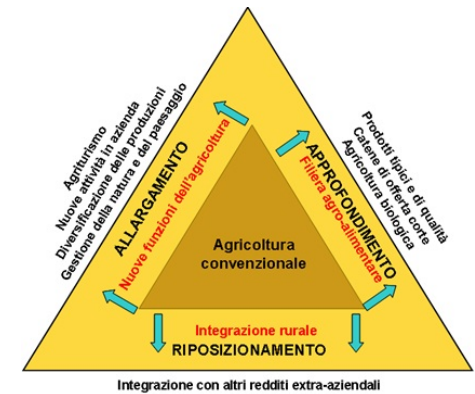 Agriturismo
Nuove attività in azienda
Diversificazione delle produzioni
Gestione della natura e del paesaggio
ALLARGAMENTO
Nuove funzioni dell'agricoltura
Prodotti tipici e di qualità
Catene di offerta corte
Agricoltura biologica
APPROFONDIMENTO
Filiera agro-alimentare
Agricoltura
convenzionale
Integrazione rurale
RIPOSIZIONAMENTO
Integrazione con altri redditi extra-aziendali